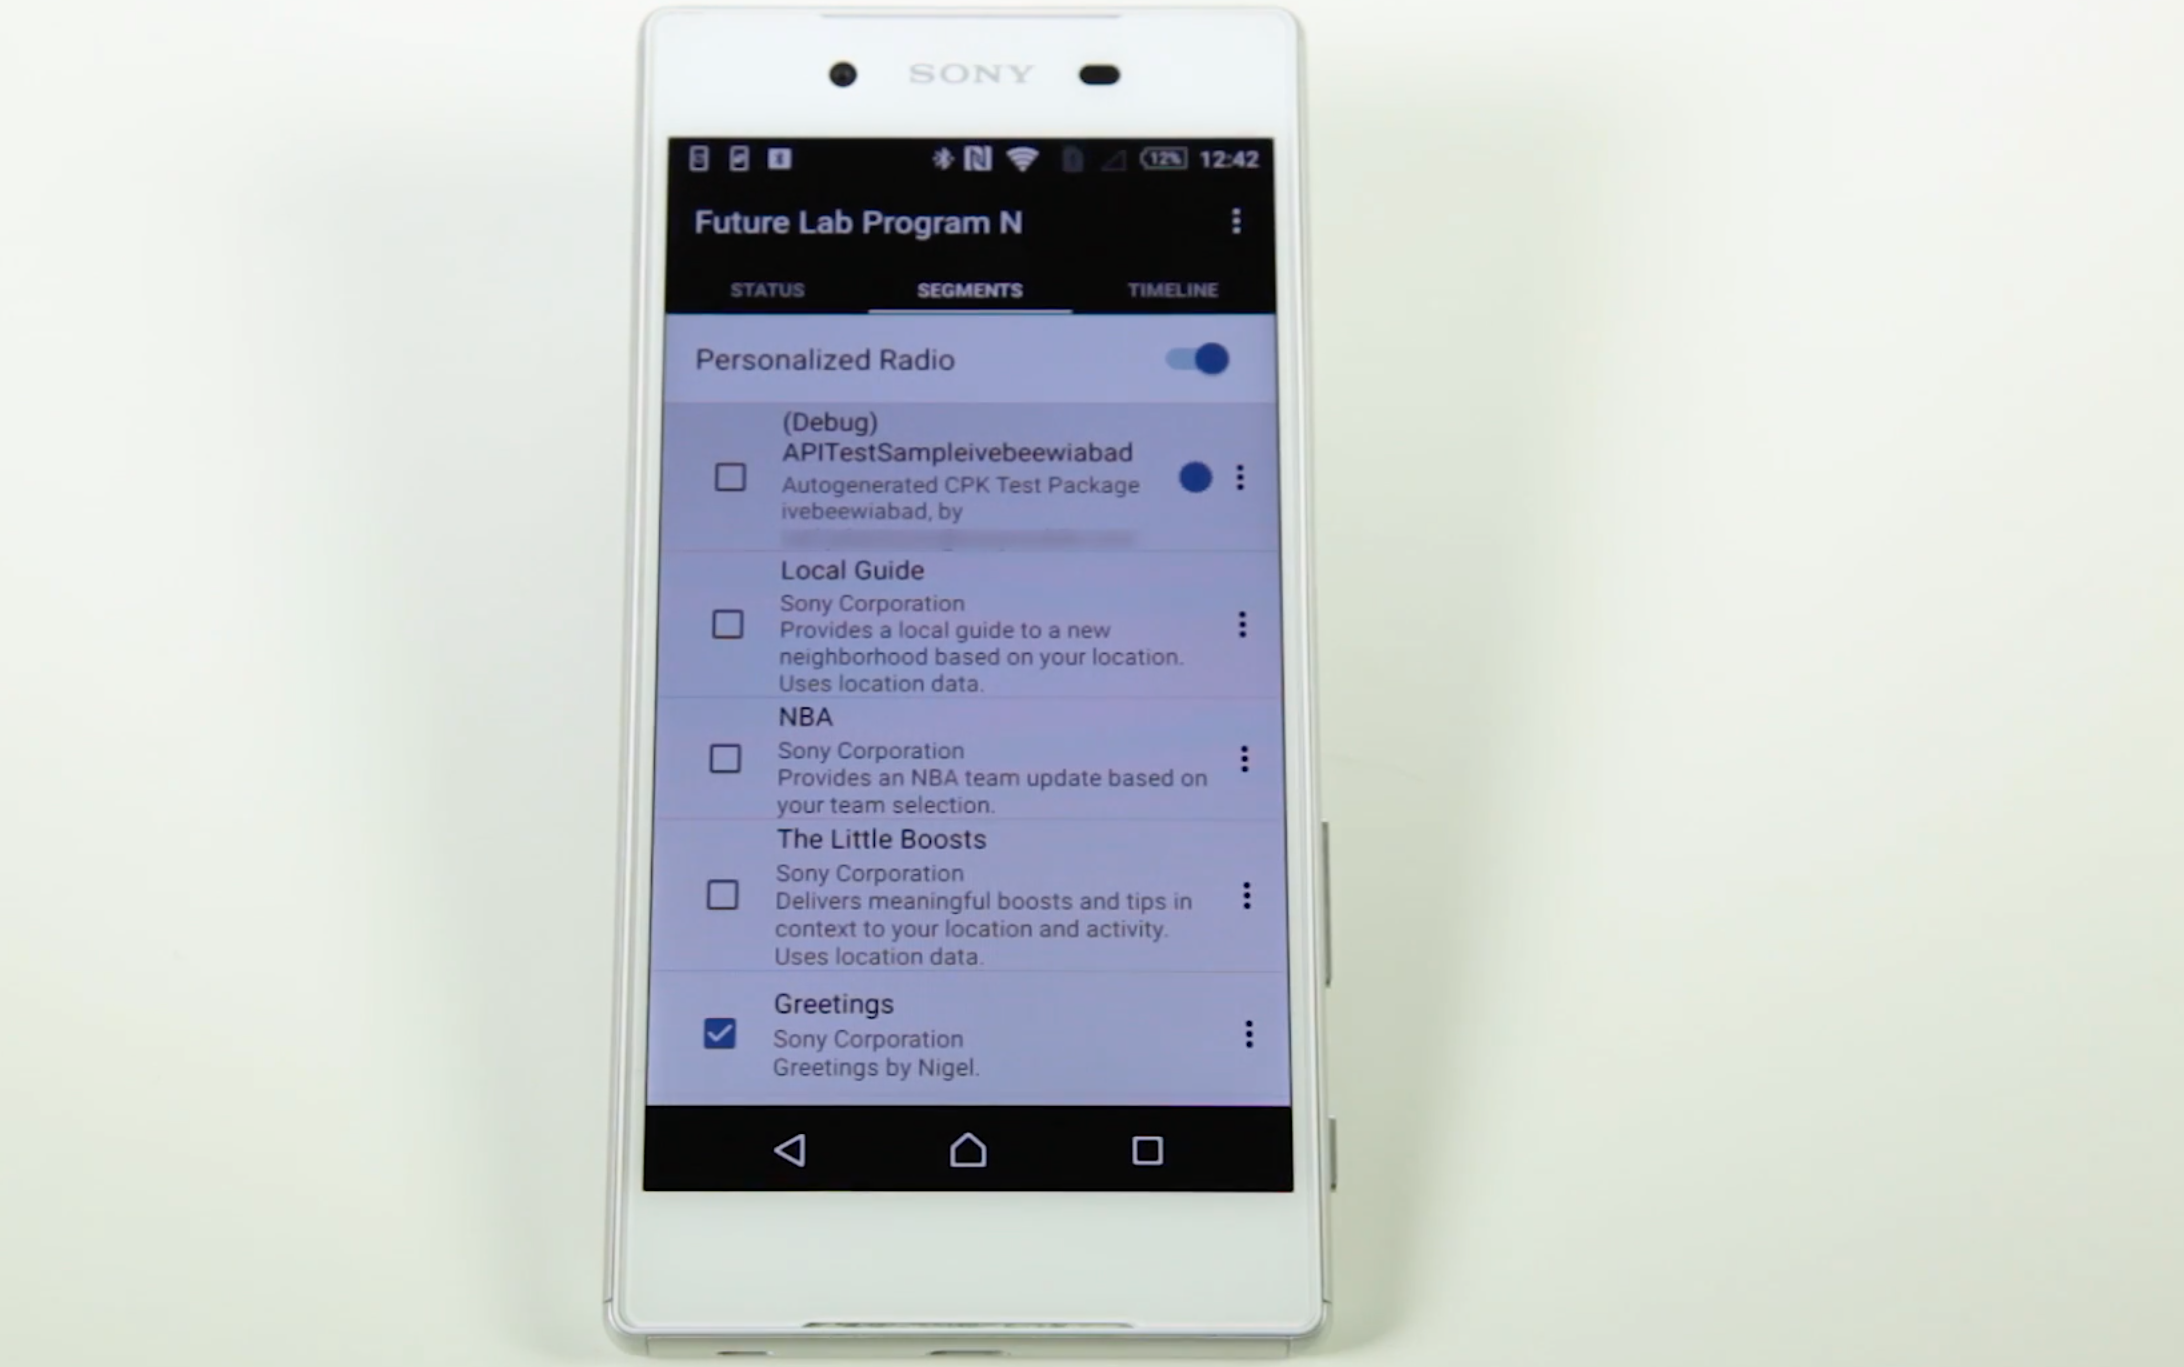 SONY
12% 12:42
Future Lab Program N
STATUS SEGMENTS TIMELINE
Personalized Radio
(Debug)
APITestSampleivebeewiabad
Autogenerated CPK Test Package
ivebeewiabad, by
Local Guide
Sony Corporation
Provides a local guide to a new
neighborhood based on your location.
Uses location data.
NBA
Sony Corporation
Provides an NBA team update based on
your team selection.
The Little Boosts
Sony Corporation
Delivers meaningful boosts and tips in
context to your location and activity.
Uses location data.
Greetings
Sony Corporation
Greetings by Nigel.